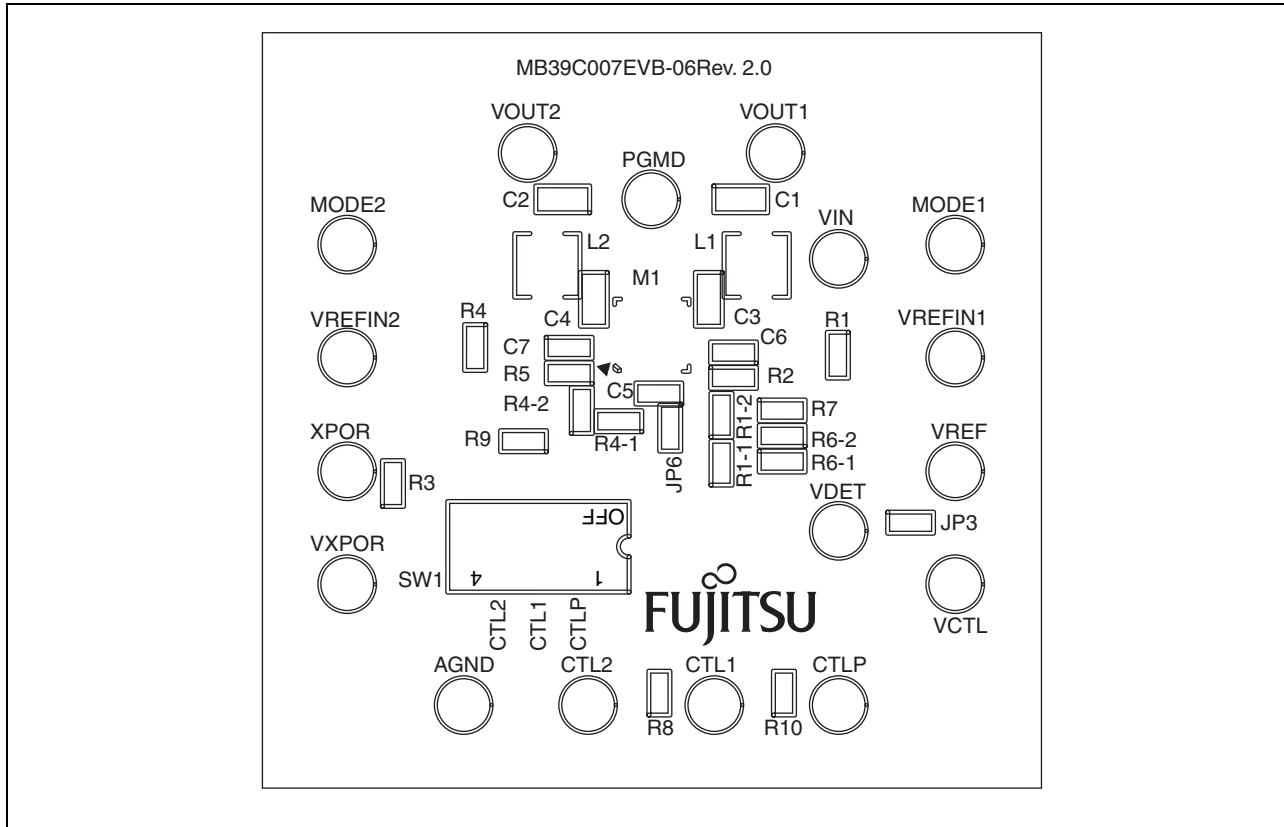 MB39C007EVB-06Rev. 2.0
VOUT2
VOUT1
PGMD
C2
C1
MODE2
VIN
MODE1
L2
L1
M1
R4
C4
C3
R1
VREFIN2
VREFIN1
C7
C6
R5
R2
C5
R4-2
R1-2
R7
R9
R4-1
R6-2
XPOR
VREF
JP6
R1-1
R6-1
R3
VDET
OFF
JP3
VXPOR
SW1
4
1
CTL2
CTL1
CTLP
FUJITSU
VCTL
AGND
CTL2
CTL1
CTLP
R8
R10